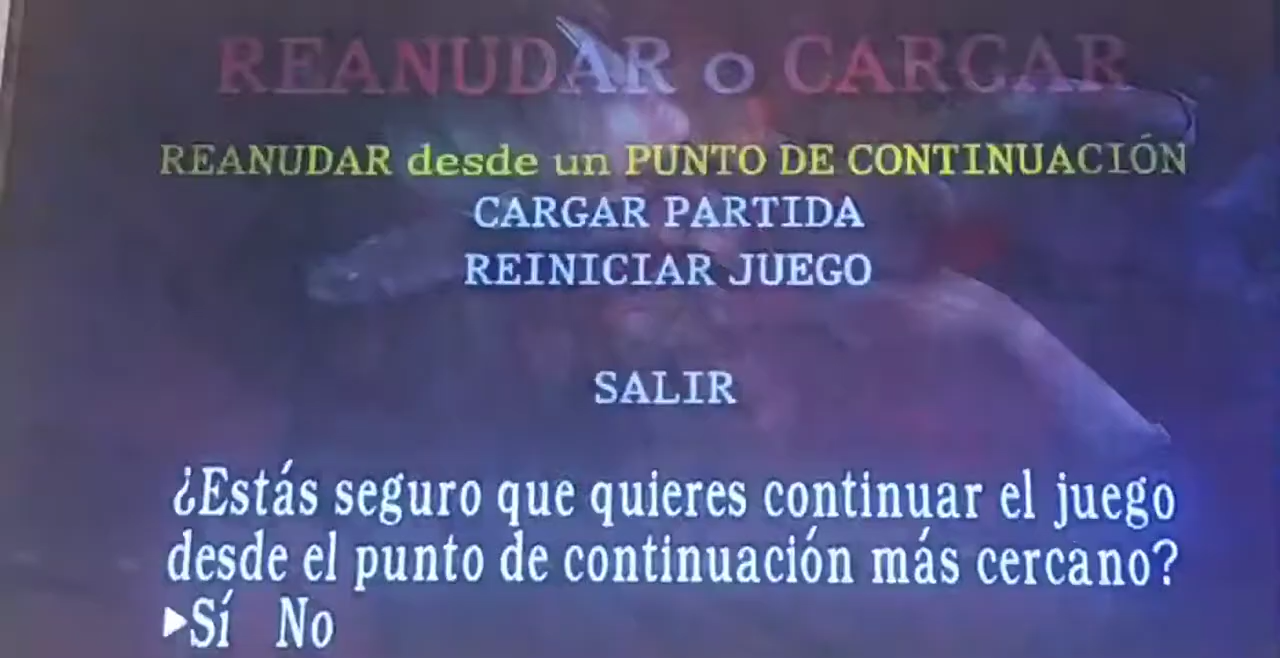 REANUDAR o CARGAR
REANUDAR desde un PUNTO DE CONTINUACIÓN
CARGAR PARTIDA
REINICIAR JUEGO
SALIR
¿Estás seguro que quieres continuar el juego
desde el punto de continuación más cercano?
▶Sí No